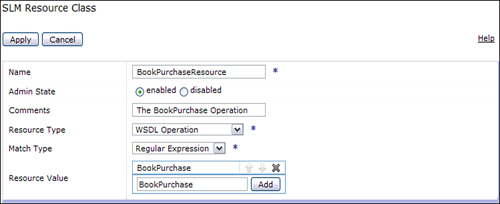 SLM Resource Class
Apply Cancel Help
Name BookPurchaseResource *
Admin State enabled disabled
Comments The BookPurchase Operation
Resource Type WSDL Operation *
Match Type Regular Expression *
BookPurchase
Resource Value
BookPurchase Add